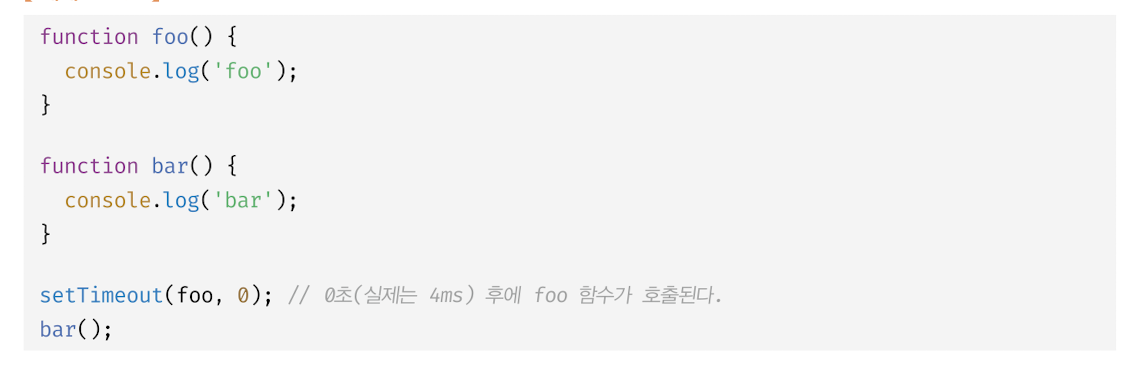 function foo() {
  console.log('foo');
}

function bar() {
  console.log('bar');
}

setTimeout(foo, 0); // 0초(실제는 4ms) 후에 foo 함수가 호출된다.
bar();